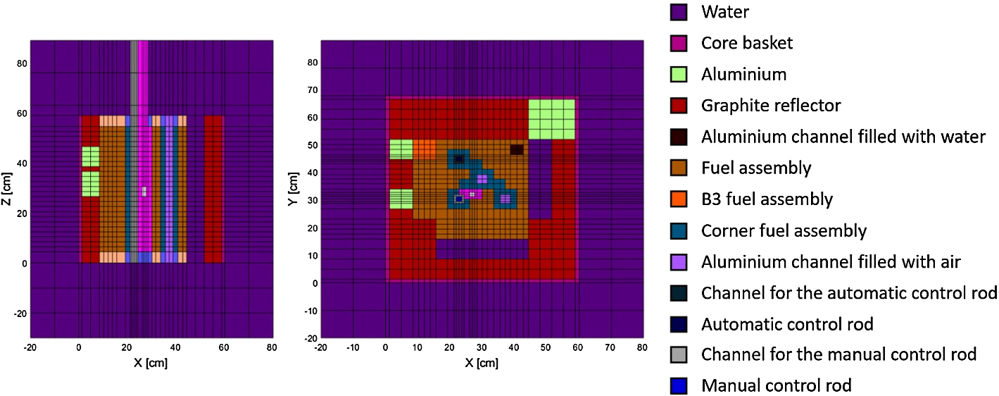 80
60
40
20
0
-20
Z [cm]
-20 0 20 40 60 80
X [cm]
80
70
60
50
40
30
20
10
0
-10
-20
Y [cm]
-20 -10 0 10 20 30 40 50 60 70 80
X [cm]
Water
Core basket
Aluminium
Graphite reflector
Aluminium channel filled with water
Fuel assembly
B3 fuel assembly
Corner fuel assembly
Aluminium channel filled with air
Channel for the automatic control rod
Automatic control rod
Channel for the manual control rod
Manual control rod